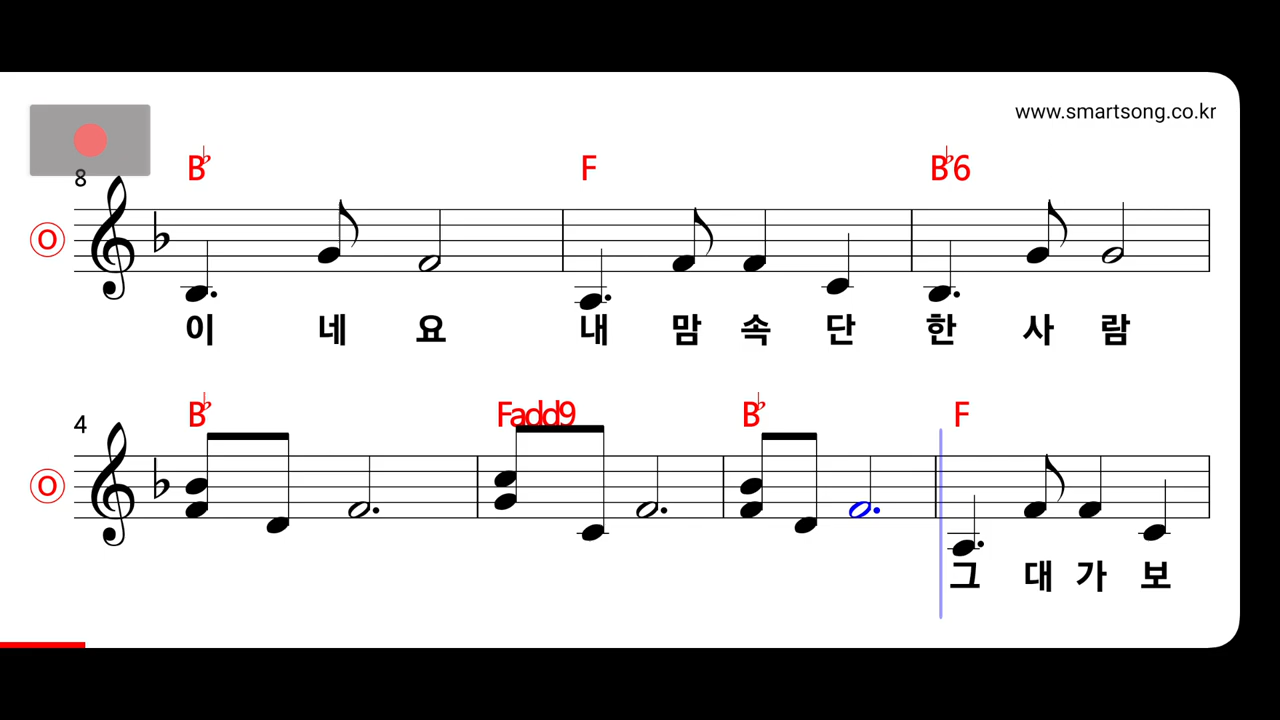 www.smartsong.co.kr
B♭ F B♭6
8
O
이 네 요 내 맘 속 단 한 사 람
B♭ Fadd9 B♭ F
4
O
그 대 가 보